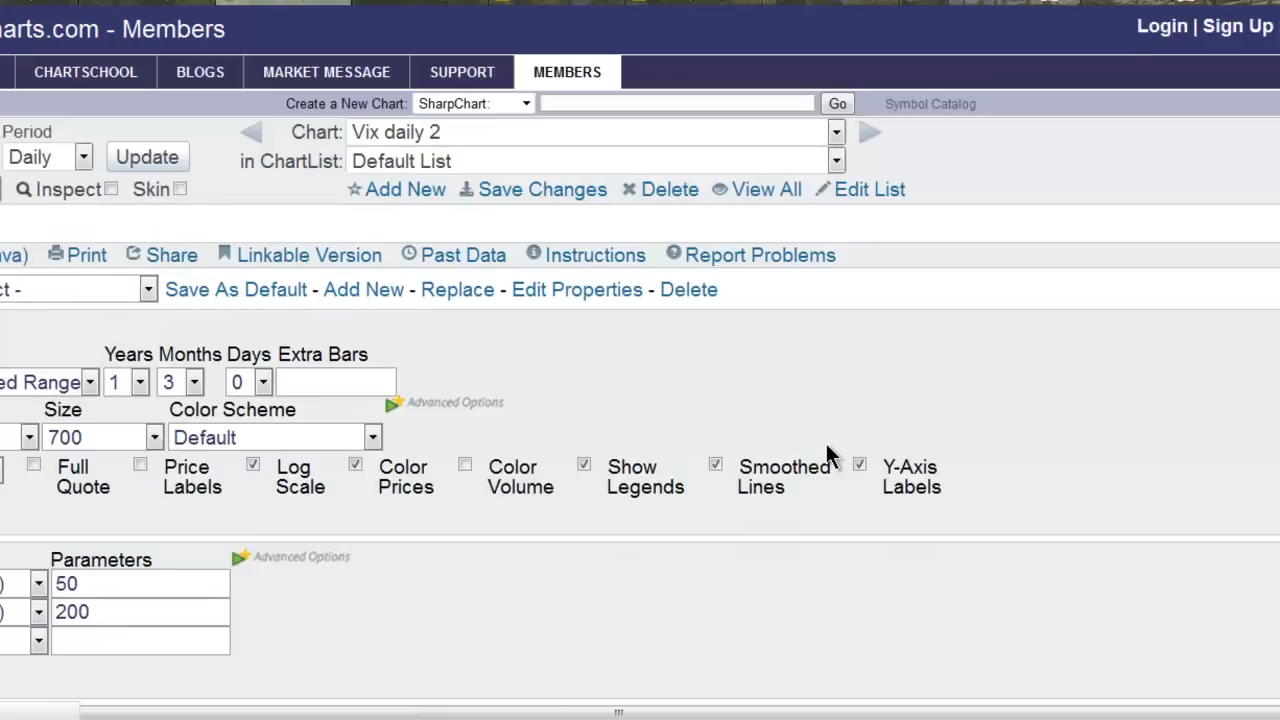 arts.com - Members
Login | Sign Up
CHARTSCHOOL BLOGS MARKET MESSAGE SUPPORT MEMBERS
Create a New Chart: SharpChart: Go Symbol Catalog
Period
Chart: Vix daily 2
Daily Update
in ChartList: Default List
Inspect Skin
Add New Save Changes Delete View All Edit List
ava) Print Share Linkable Version Past Data Instructions Report Problems
ct - Save As Default - Add New - Replace - Edit Properties - Delete
Years Months Days Extra Bars
ed Range 1 3 0
Size Color Scheme Advanced Options
700 Default
Full Quote Price Labels Log Scale Color Prices Color Volume Show Legends Smoothed Lines Y-Axis Labels
Parameters Advanced Options
) 50
) 200